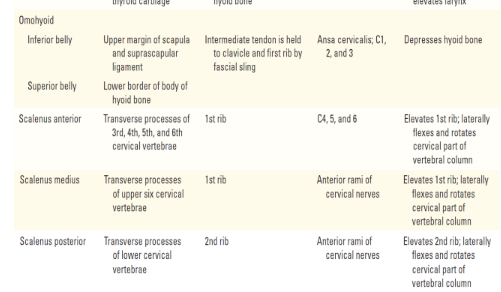 thyroid cartilage hyoid bone elevates larynx
Omohyoid
Inferior belly Upper margin of scapula Intermediate tendon is held Ansa cervicalis; C1, Depresses hyoid bone
and suprascapular to clavicle and first rib by 2, and 3
ligament fascial sling
Superior belly Lower border of body of
hyoid bone
Scalenus anterior Transverse processes of 1st rib C4, 5, and 6 Elevates 1st rib; laterally
3rd, 4th, 5th, and 6th flexes and rotates
cervical vertebrae cervical part of
vertebral column
Scalenus medius Transverse processes 1st rib Anterior rami of Elevates 1st rib; laterally
of upper six cervical cervical nerves flexes and rotates
vertebrae cervical part of
vertebral column
Scalenus posterior Transverse processes 2nd rib Anterior rami of Elevates 2nd rib; laterally
of lower cervical cervical nerves flexes and rotates
vertebrae cervical part of
vertebral column